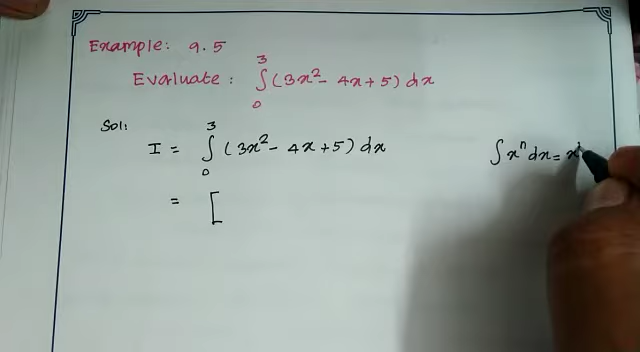 Example: 9.5
Evaluate: ∫₀³ (3x² - 4x + 5) dx
Sol:
I = ∫₀³ (3x² - 4x + 5) dx
∫ xⁿ dx = x
= [